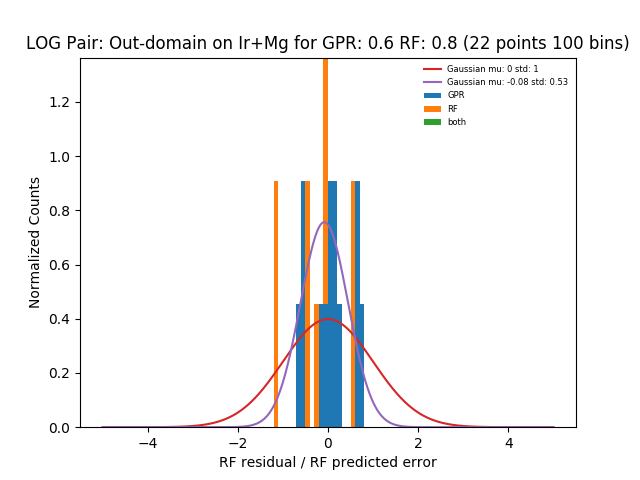 LOG Pair: Out-domain on Ir+Mg for GPR: 0.6 RF: 0.8 (22 points 100 bins)
Gaussian mu: 0 std: 1
Gaussian mu: -0.08 std: 0.53
GPR
RF
both
Normalized Counts
1.2
1.0
0.8
0.6
0.4
0.2
0.0
−4
−2
0
2
4
RF residual / RF predicted error